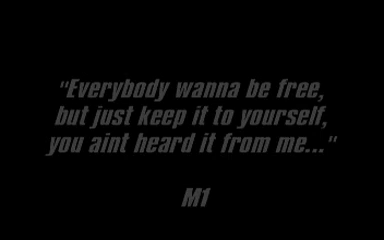 "Everybody wanna be free,
but just keep it to yourself,
you aint heard it from me..."
M1